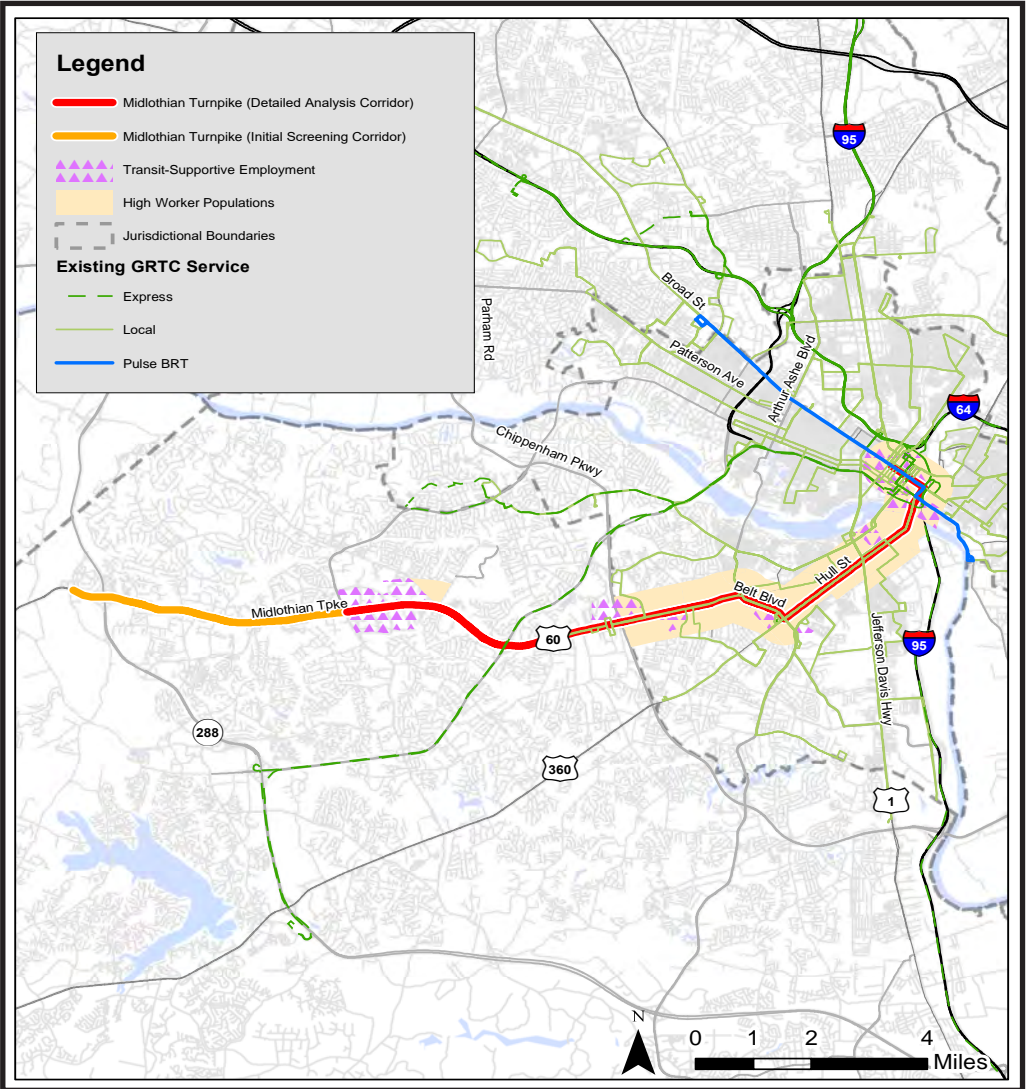 Legend
Midlothian Turnpike (Detailed Analysis Corridor)
Midlothian Turnpike (Initial Screening Corridor)
Transit-Supportive Employment
High Worker Populations
Jurisdictional Boundaries
Existing GRTC Service
Express
Local
Pulse BRT
95
Broad St
Parham Rd
Patterson Ave
Arthur Ashe Blvd
64
Chippenham Pkwy
Midlothian Tpke
Belt Blvd
Hull St
60
Jefferson Davis Hwy
95
288
360
1
N
0 1 2 4
Miles